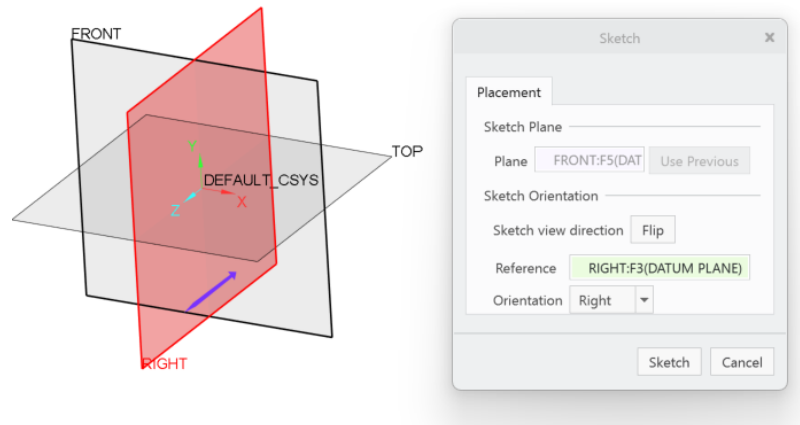 FRONT
TOP
Y
DEFAULT_CSYS
Z
X
RIGHT
Sketch
Placement
Sketch Plane
Plane FRONT:F5(DAT Use Previous
Sketch Orientation
Sketch view direction Flip
Reference RIGHT:F3(DATUM PLANE)
Orientation Right
Sketch Cancel